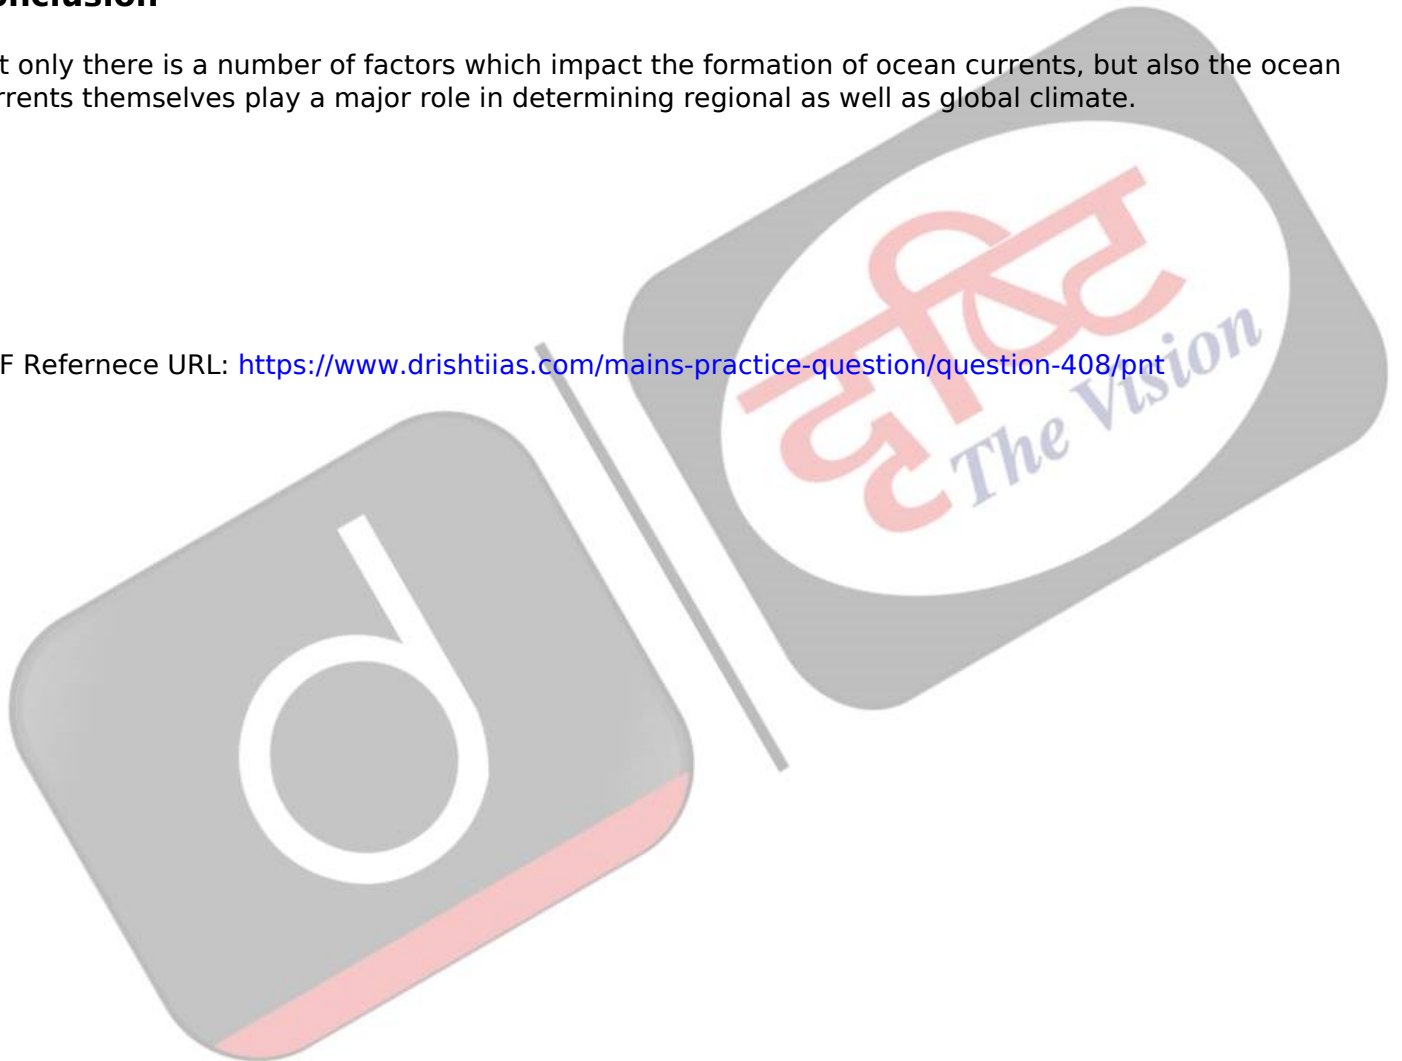 onclusion
t only there is a number of factors which impact the formation of ocean currents, but also the ocean
rrents themselves play a major role in determining regional as well as global climate.
F Refernece URL: https://www.drishtiias.com/mains-practice-question/question-408/pnt
दृष्टि
The Vision
d